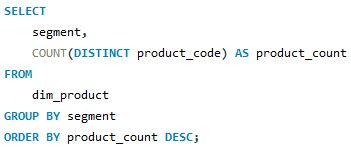 SELECT
    segment,
    COUNT(DISTINCT product_code) AS product_count
FROM
    dim_product
GROUP BY segment
ORDER BY product_count DESC;